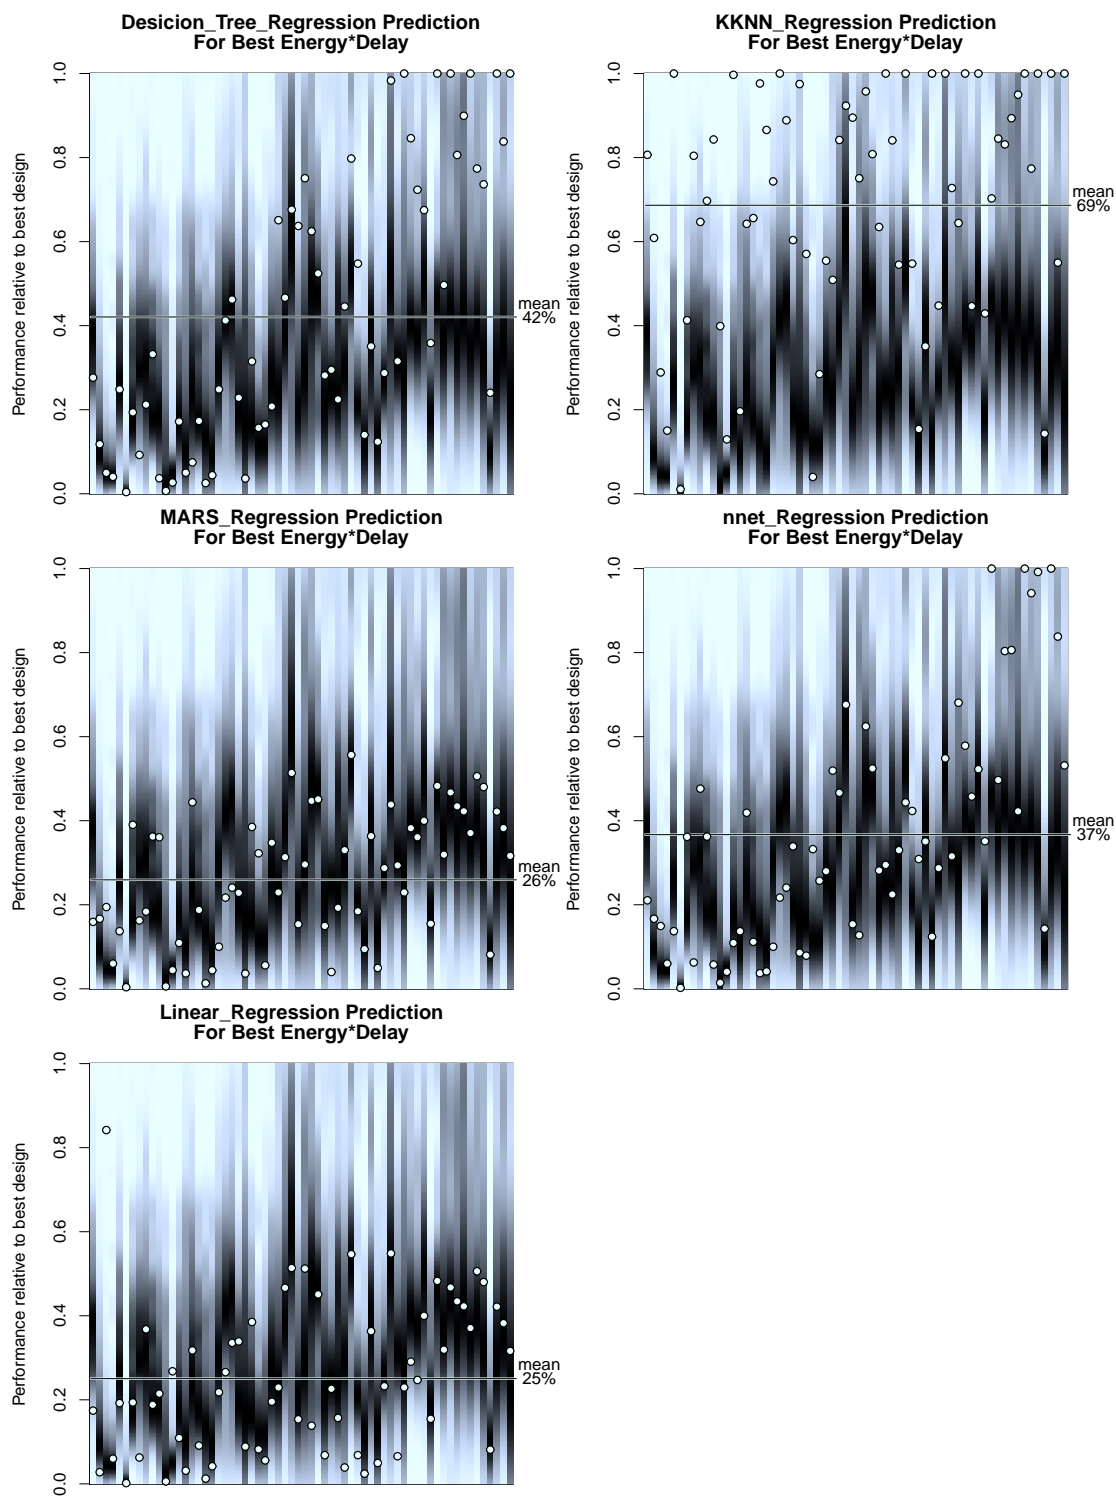 Desicion_Tree_Regression Prediction
For Best Energy*Delay
Performance relative to best design
1.0
0.8
0.6
0.4
0.2
0.0
mean
42%
KKNN_Regression Prediction
For Best Energy*Delay
Performance relative to best design
1.0
0.8
0.6
0.4
0.2
0.0
mean
69%
MARS_Regression Prediction
For Best Energy*Delay
Performance relative to best design
1.0
0.8
0.6
0.4
0.2
0.0
mean
26%
nnet_Regression Prediction
For Best Energy*Delay
Performance relative to best design
1.0
0.8
0.6
0.4
0.2
0.0
mean
37%
Linear_Regression Prediction
For Best Energy*Delay
Performance relative to best design
1.0
0.8
0.6
0.4
0.2
0.0
mean
25%